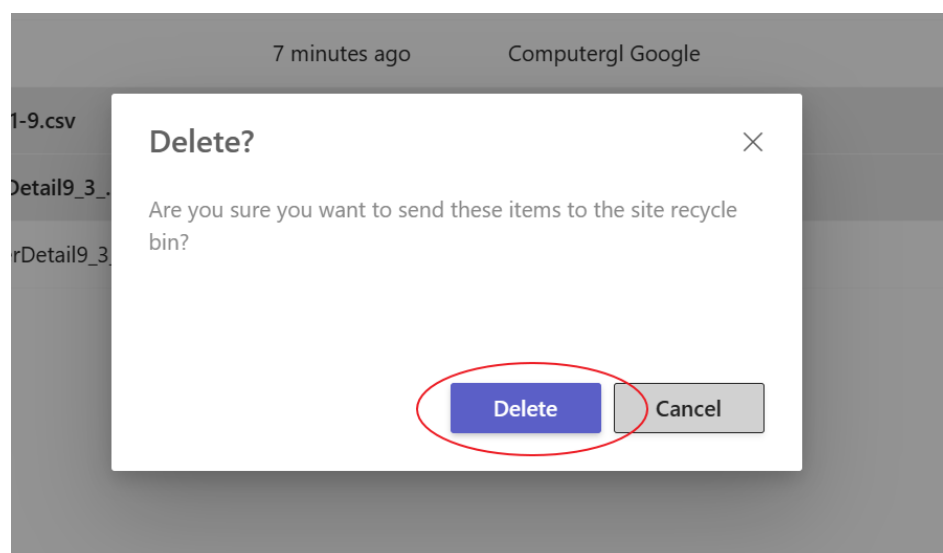 7 minutes ago Computergl Google
1-9.csv
Delete?
Detail9_3_.
Are you sure you want to send these items to the site recycle
bin?
rDetail9_3_
Delete Cancel